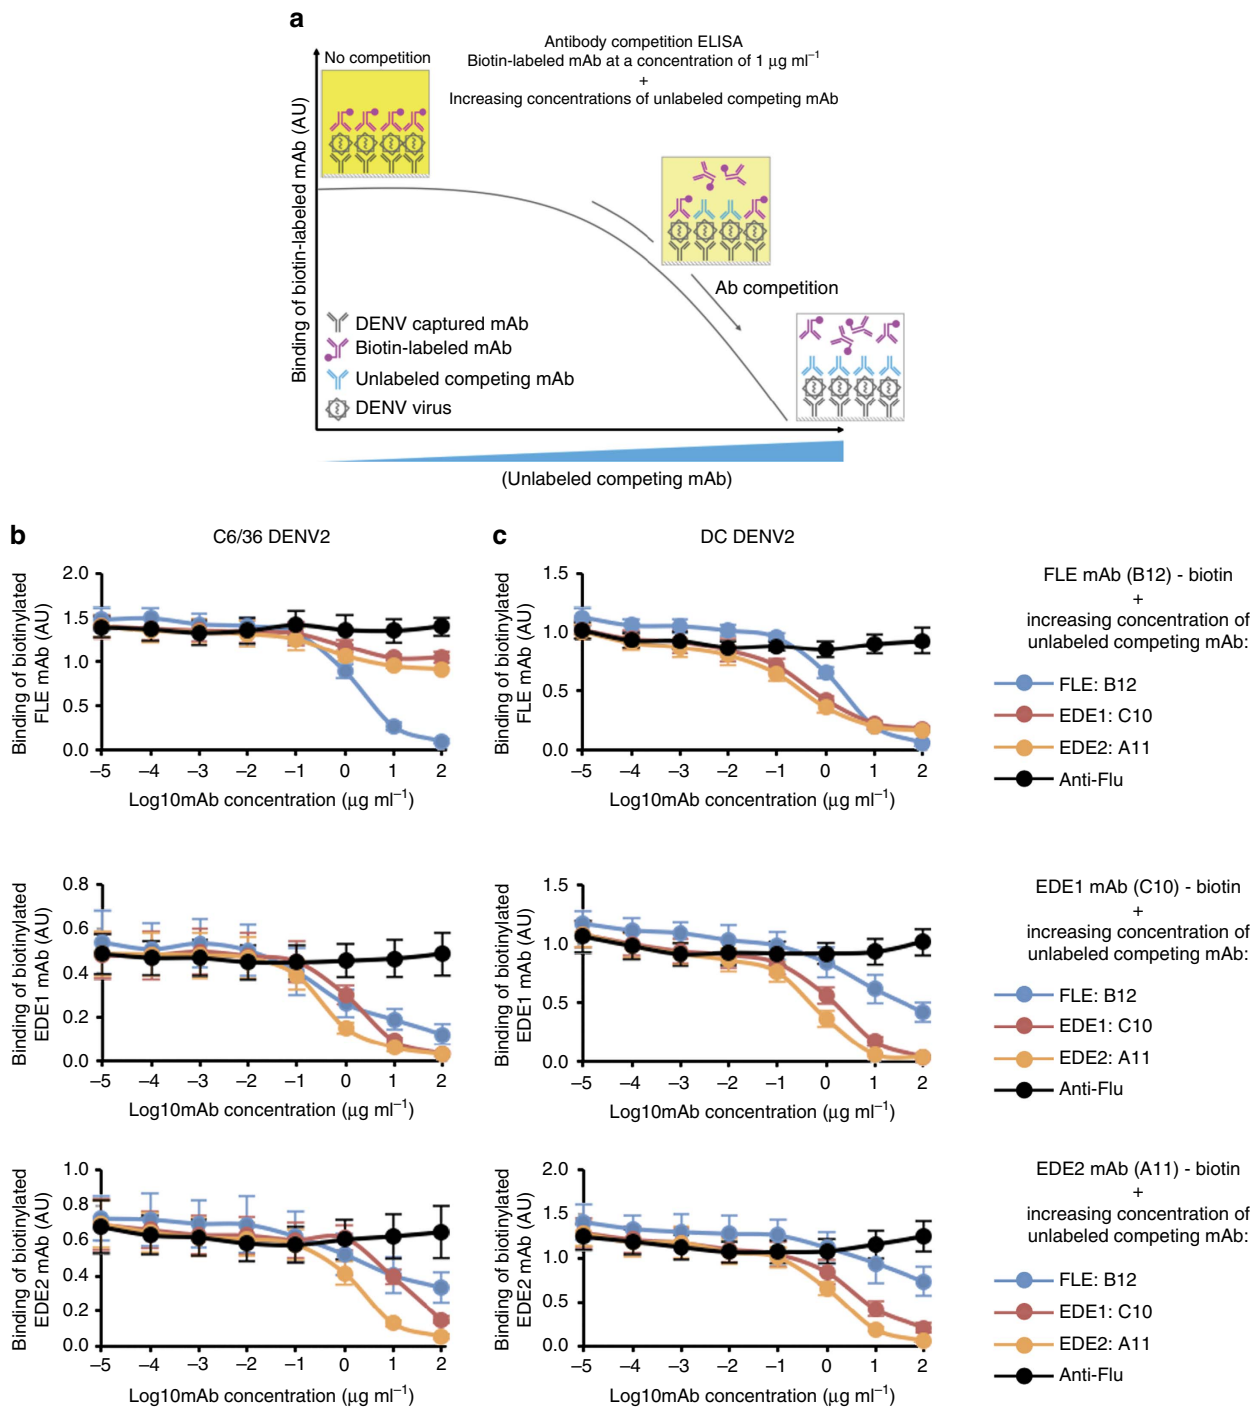 a
Antibody competition ELISA
Biotin-labeled mAb at a concentration of 1 μg ml⁻¹
+
Increasing concentrations of unlabeled competing mAb
No competition
Binding of biotin-labeled mAb (AU)
Ab competition
DENV captured mAb
Biotin-labeled mAb
Unlabeled competing mAb
DENV virus
(Unlabeled competing mAb)
b
C6/36 DENV2
Binding of biotinylated
FLE mAb (AU)
2.0
1.5
1.0
0.5
0.0
–5 –4 –3 –2 –1 0 1 2
Log10mAb concentration (μg ml⁻¹)
c
DC DENV2
Binding of biotinylated
FLE mAb (AU)
1.5
1.0
0.5
0.0
–5 –4 –3 –2 –1 0 1 2
Log10mAb concentration (μg ml⁻¹)
FLE mAb (B12) - biotin
+
increasing concentration of
unlabeled competing mAb:
FLE: B12
EDE1: C10
EDE2: A11
Anti-Flu
Binding of biotinylated
EDE1 mAb (AU)
0.8
0.6
0.4
0.2
0.0
–5 –4 –3 –2 –1 0 1 2
Log10mAb concentration (μg ml⁻¹)
Binding of biotinylated
EDE1 mAb (AU)
1.5
1.0
0.5
0.0
–5 –4 –3 –2 –1 0 1 2
Log10mAb concentration (μg ml⁻¹)
EDE1 mAb (C10) - biotin
+
increasing concentration of
unlabeled competing mAb:
FLE: B12
EDE1: C10
EDE2: A11
Anti-Flu
Binding of biotinylated
EDE2 mAb (AU)
1.0
0.8
0.6
0.4
0.2
0.0
–5 –4 –3 –2 –1 0 1 2
Log10mAb concentration (μg ml⁻¹)
Binding of biotinylated
EDE2 mAb (AU)
2.0
1.5
1.0
0.5
0.0
–5 –4 –3 –2 –1 0 1 2
Log10mAb concentration (μg ml⁻¹)
EDE2 mAb (A11) - biotin
+
increasing concentration of
unlabeled competing mAb:
FLE: B12
EDE1: C10
EDE2: A11
Anti-Flu